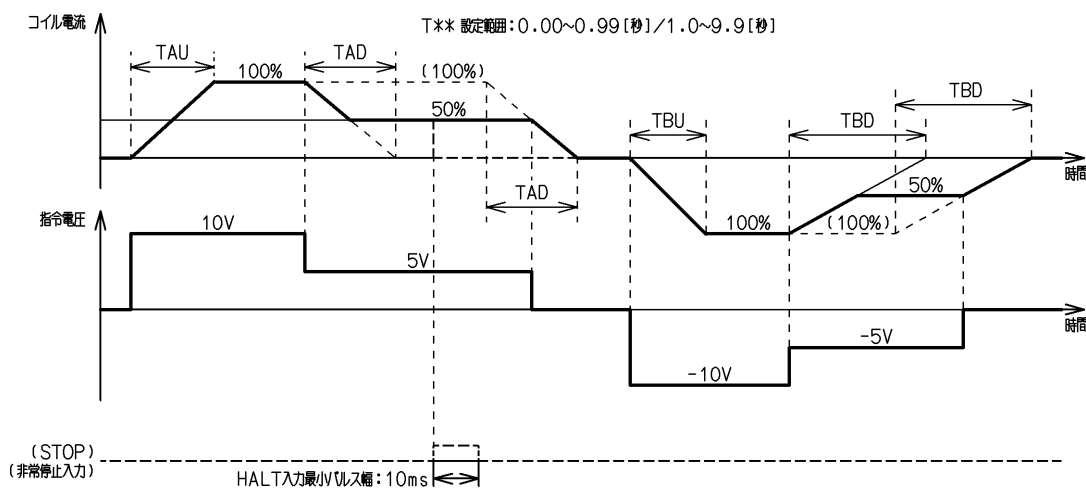 コイル電流
T** 設定範囲:0.00~0.99[秒]/1.0~9.9[秒]
TAU
TAD
100%
(100%)
50%
TAD
TBU
TBD
TBD
時間
100%
(100%)
50%
指令電圧
10V
5V
時間
-10V
-5V
(STOP)
(非常停止入力)
HALT入力最小パルス幅:10ms